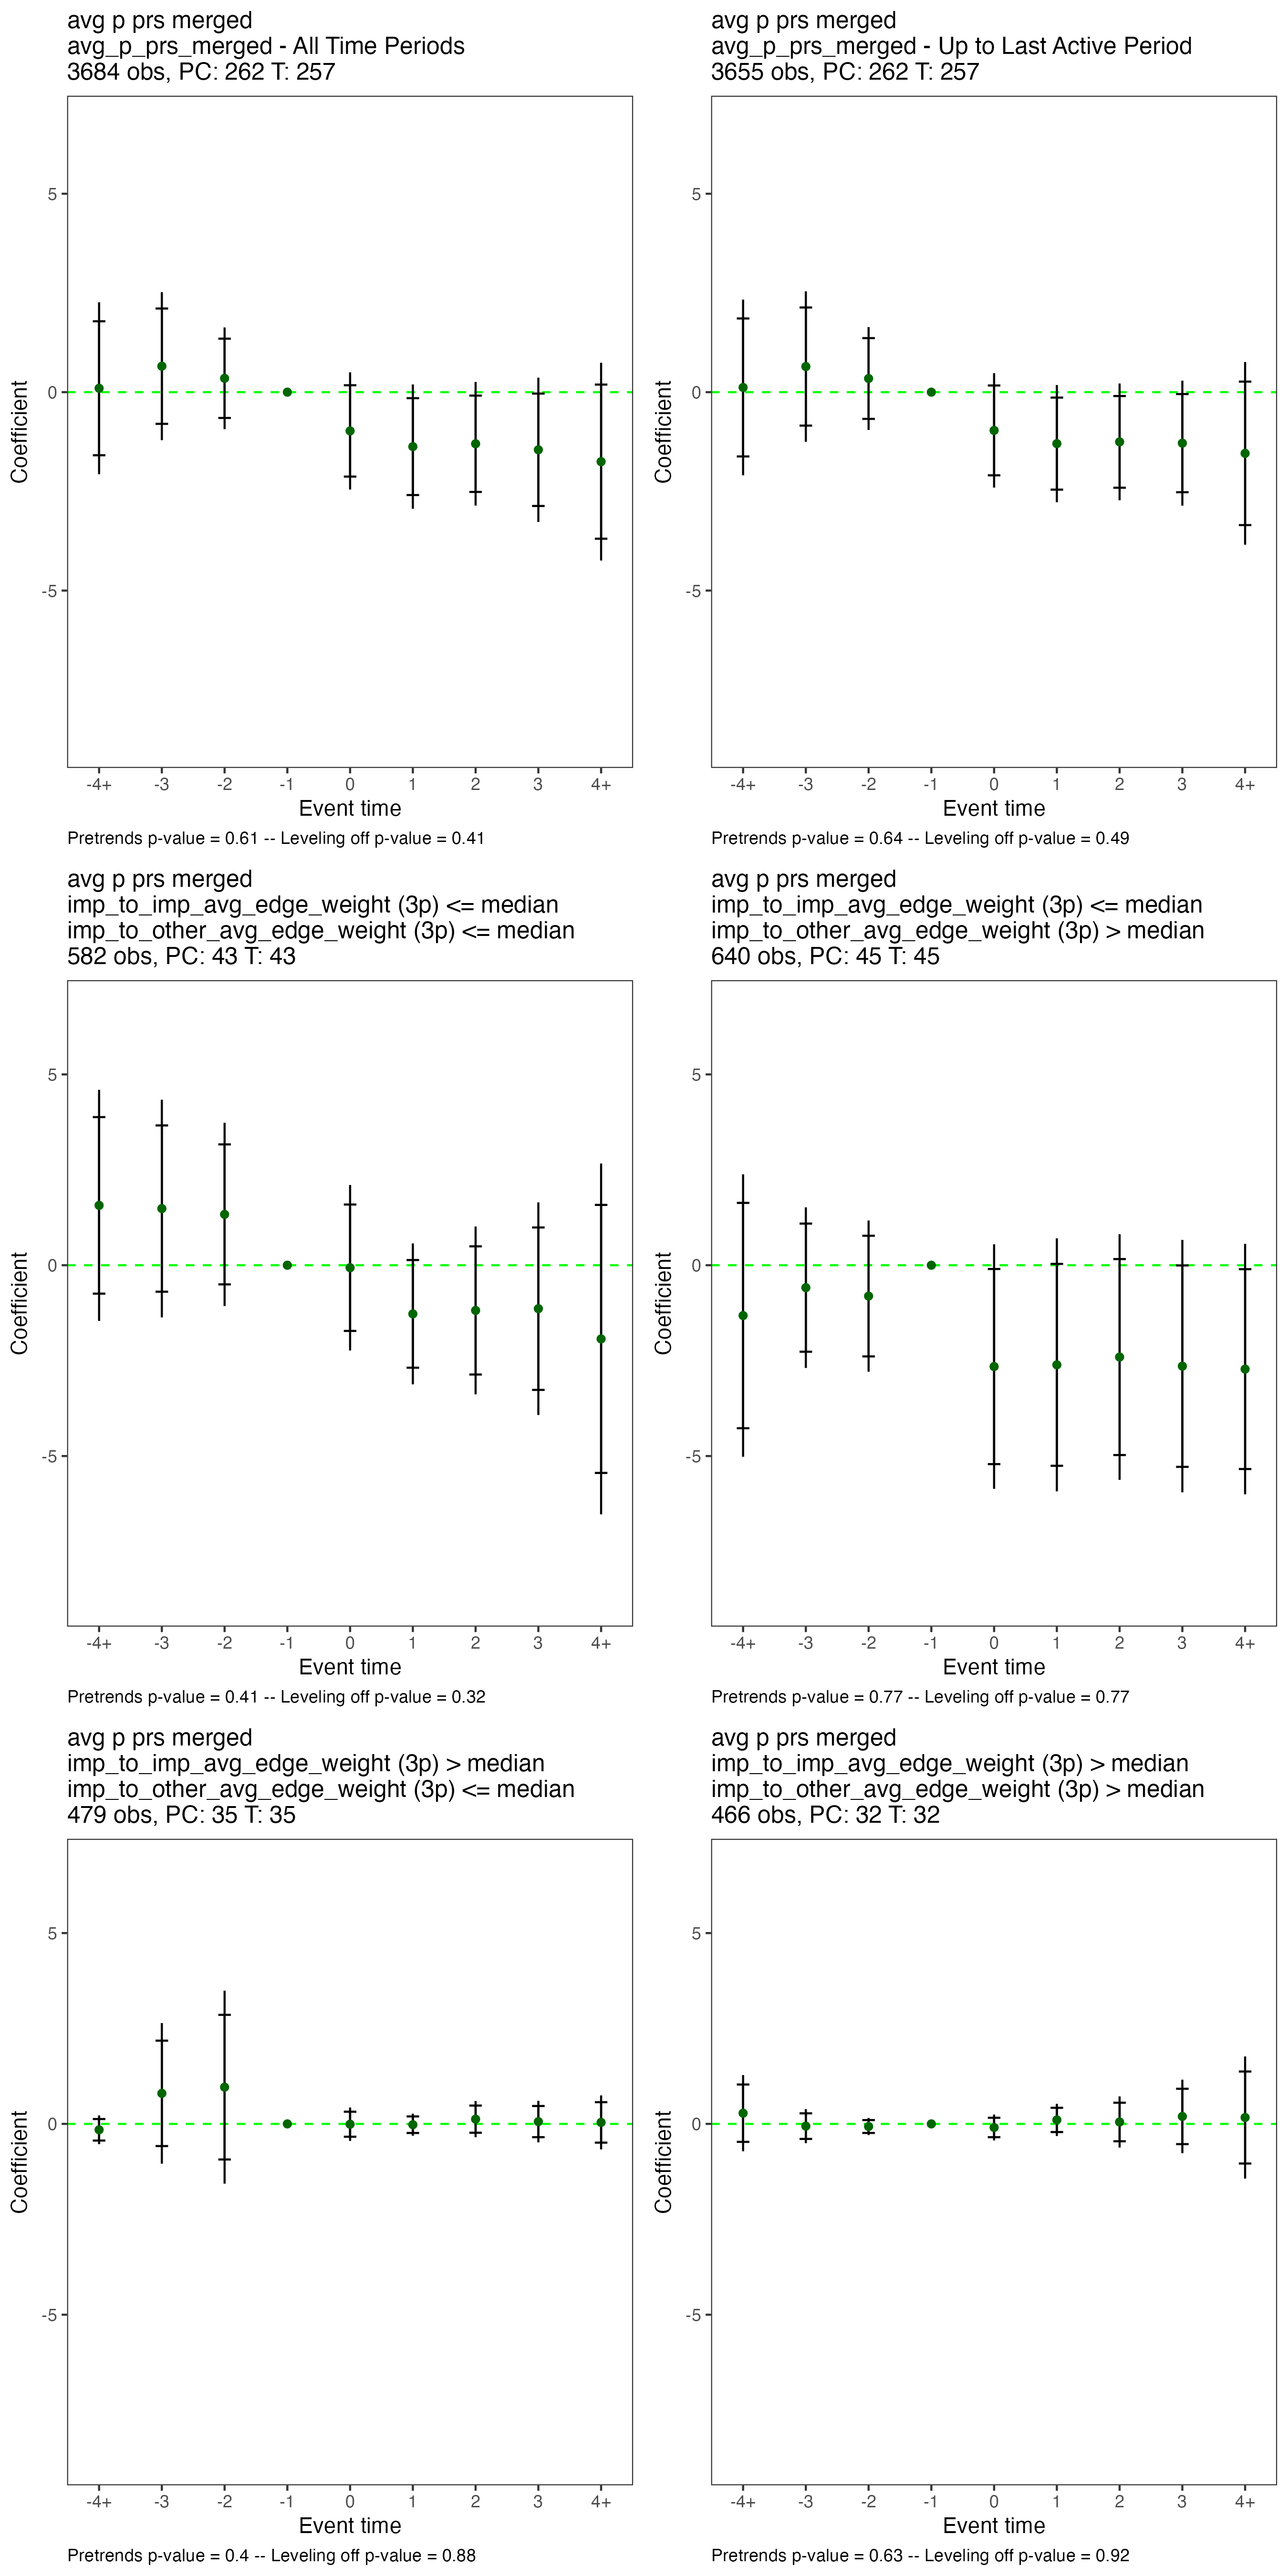 avg p prs merged
avg_p_prs_merged - All Time Periods
3684 obs, PC: 262 T: 257
Coefficient
5
0
-5
-4+ -3 -2 -1 0 1 2 3 4+
Event time
Pretrends p-value = 0.61 -- Leveling off p-value = 0.41
avg p prs merged
avg_p_prs_merged - Up to Last Active Period
3655 obs, PC: 262 T: 257
Coefficient
5
0
-5
-4+ -3 -2 -1 0 1 2 3 4+
Event time
Pretrends p-value = 0.64 -- Leveling off p-value = 0.49
avg p prs merged
imp_to_imp_avg_edge_weight (3p) <= median
imp_to_other_avg_edge_weight (3p) <= median
582 obs, PC: 43 T: 43
Coefficient
5
0
-5
-4+ -3 -2 -1 0 1 2 3 4+
Event time
Pretrends p-value = 0.41 -- Leveling off p-value = 0.32
avg p prs merged
imp_to_imp_avg_edge_weight (3p) <= median
imp_to_other_avg_edge_weight (3p) > median
640 obs, PC: 45 T: 45
Coefficient
5
0
-5
-4+ -3 -2 -1 0 1 2 3 4+
Event time
Pretrends p-value = 0.77 -- Leveling off p-value = 0.77
avg p prs merged
imp_to_imp_avg_edge_weight (3p) > median
imp_to_other_avg_edge_weight (3p) <= median
479 obs, PC: 35 T: 35
Coefficient
5
0
-5
-4+ -3 -2 -1 0 1 2 3 4+
Event time
Pretrends p-value = 0.4 -- Leveling off p-value = 0.88
avg p prs merged
imp_to_imp_avg_edge_weight (3p) > median
imp_to_other_avg_edge_weight (3p) > median
466 obs, PC: 32 T: 32
Coefficient
5
0
-5
-4+ -3 -2 -1 0 1 2 3 4+
Event time
Pretrends p-value = 0.63 -- Leveling off p-value = 0.92